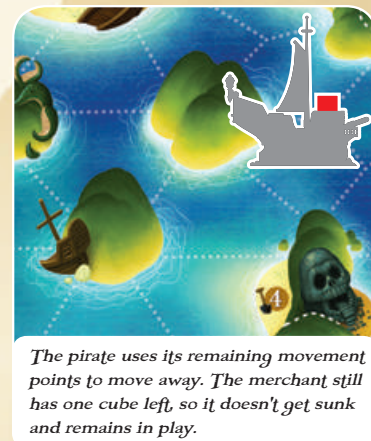 4
The pirate uses its remaining movement
points to move away. The merchant still
has one cube left, so it doesn't get sunk
and remains in play.